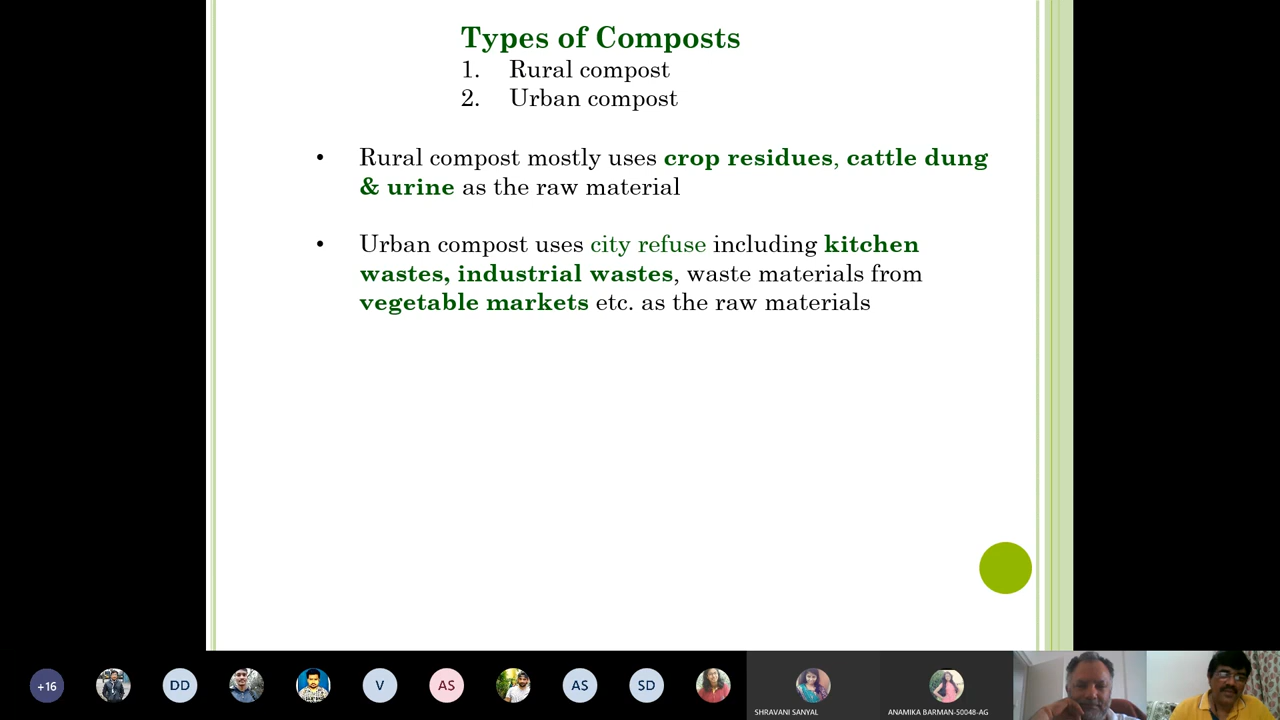 Types of Composts
1. Rural compost
2. Urban compost
• Rural compost mostly uses crop residues, cattle dung
& urine as the raw material
• Urban compost uses city refuse including kitchen
wastes, industrial wastes, waste materials from
vegetable markets etc. as the raw materials
+16
DD
V
AS
AS
SD
SHRAVANI SANYAL
ANAMIKA BARMAN-50048-AG